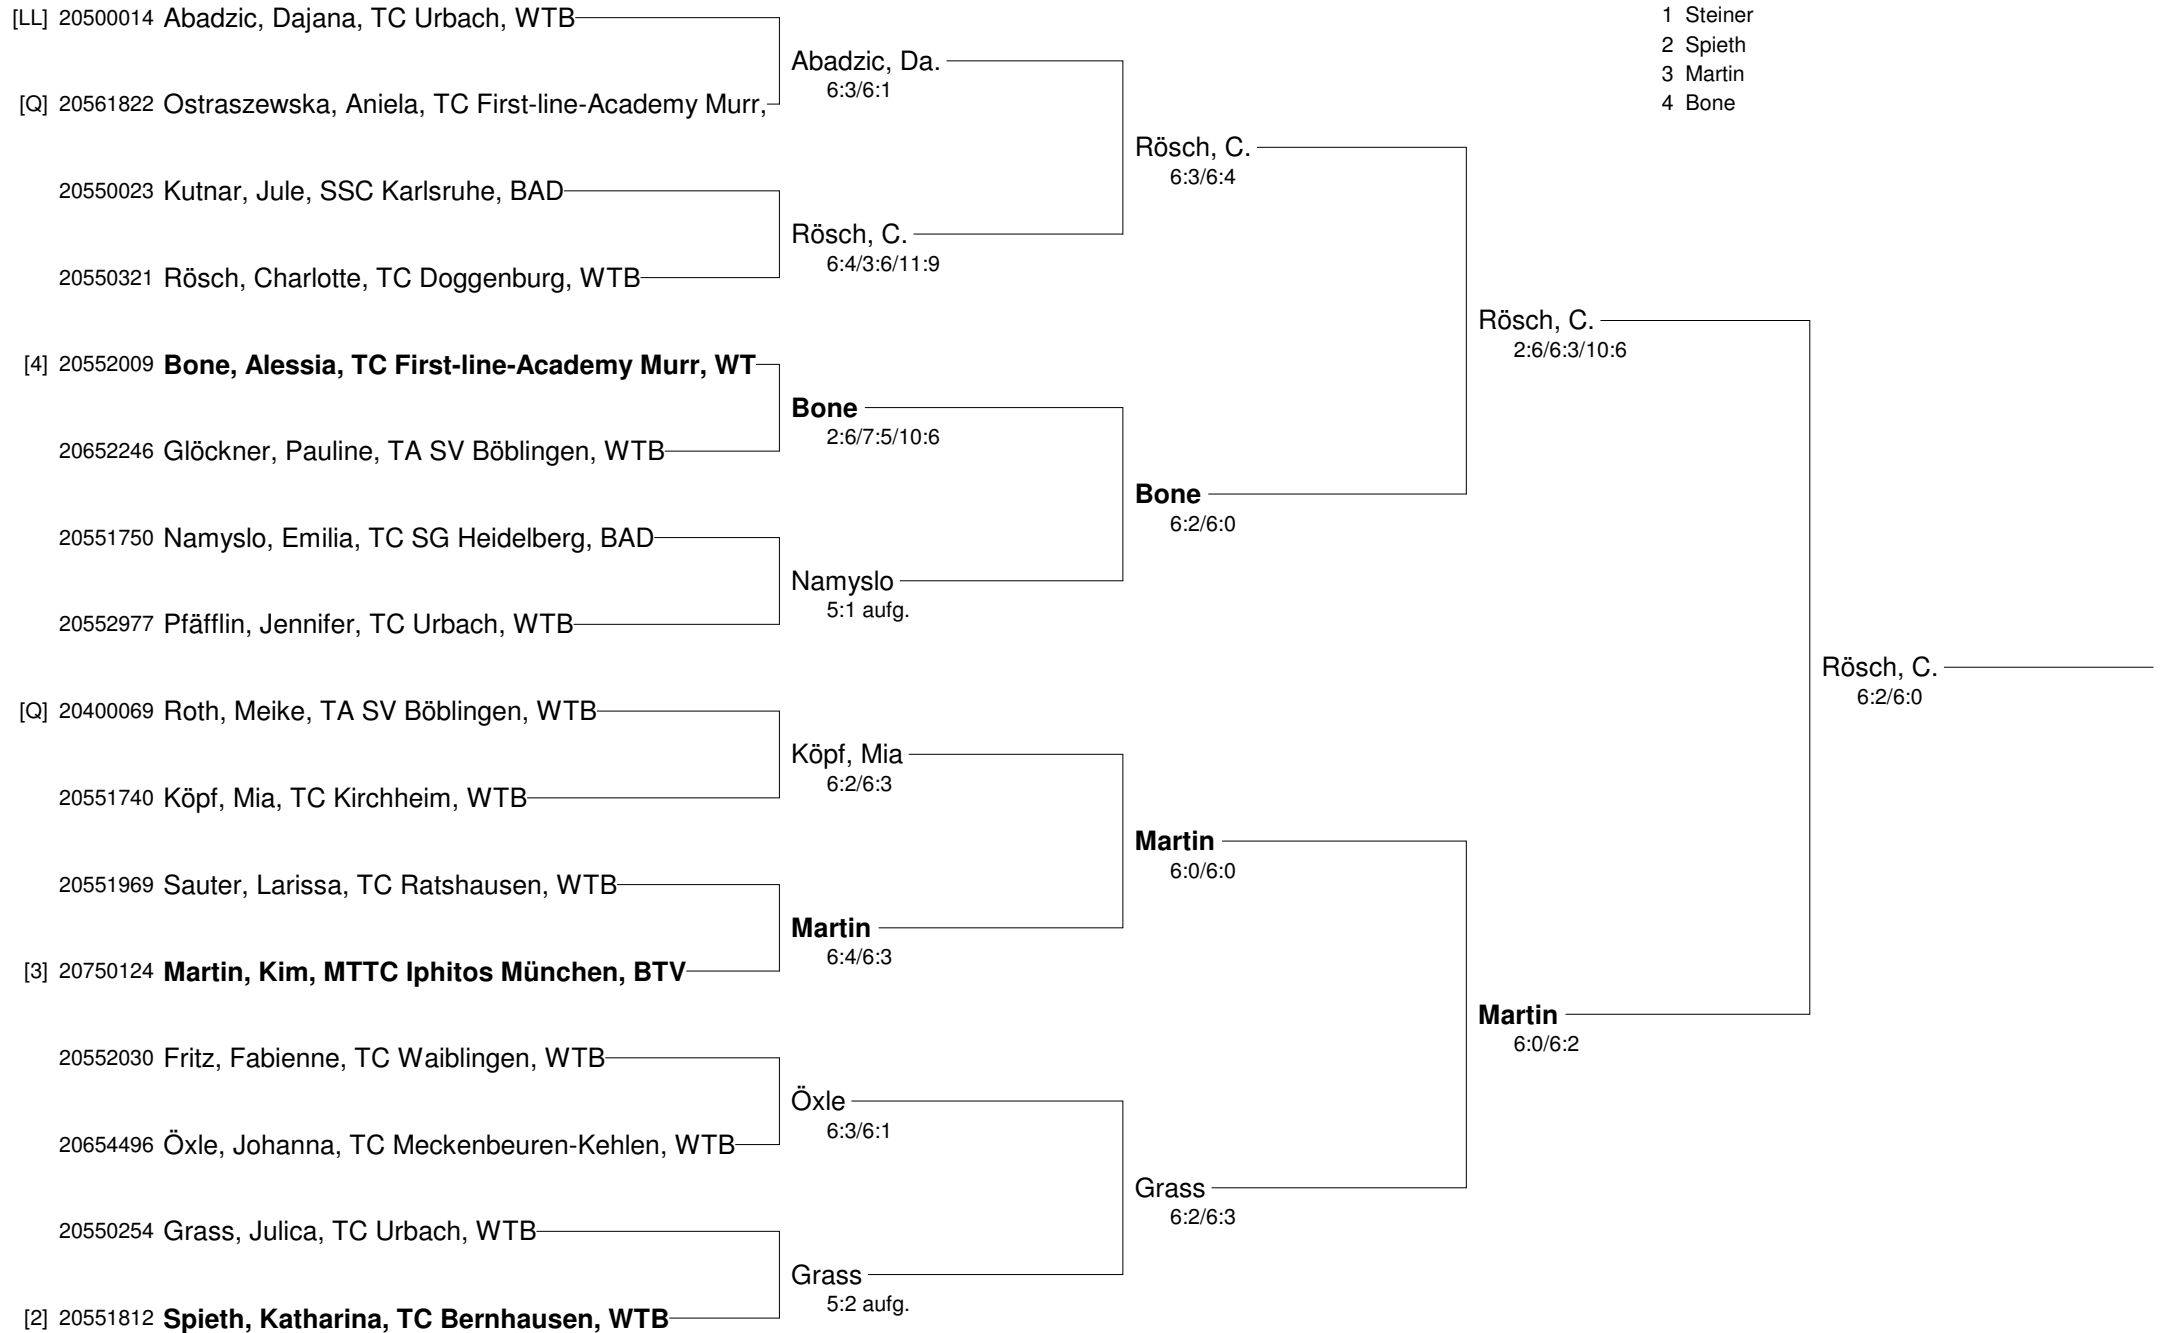 [LL] 20500014 Abadzic, Dajana, TC Urbach, WTB
[Q] 20561822 Ostraszewska, Aniela, TC First-line-Academy Murr,
20550023 Kutnar, Jule, SSC Karlsruhe, BAD
20550321 Rösch, Charlotte, TC Doggenburg, WTB
[4] 20552009 Bone, Alessia, TC First-line-Academy Murr, WT
20652246 Glöckner, Pauline, TA SV Böblingen, WTB
20551750 Namyslo, Emilia, TC SG Heidelberg, BAD
20552977 Pfäfflin, Jennifer, TC Urbach, WTB
[Q] 20400069 Roth, Meike, TA SV Böblingen, WTB
20551740 Köpf, Mia, TC Kirchheim, WTB
20551969 Sauter, Larissa, TC Ratshausen, WTB
[3] 20750124 Martin, Kim, MTTC Iphitos München, BTV
20552030 Fritz, Fabienne, TC Waiblingen, WTB
20654496 Öxle, Johanna, TC Meckenbeuren-Kehlen, WTB
20550254 Grass, Julica, TC Urbach, WTB
[2] 20551812 Spieth, Katharina, TC Bernhausen, WTB
Abadzic, Da.
6:3/6:1
Rösch, C.
6:4/3:6/11:9
Bone
2:6/7:5/10:6
Namyslo
5:1 aufg.
Köpf, Mia
6:2/6:3
Martin
6:4/6:3
Öxle
6:3/6:1
Grass
5:2 aufg.
Rösch, C.
6:3/6:4
Bone
6:2/6:0
Martin
6:0/6:0
Grass
6:2/6:3
Rösch, C.
2:6/6:3/10:6
Martin
6:0/6:2
Rösch, C.
6:2/6:0
1 Steiner
2 Spieth
3 Martin
4 Bone